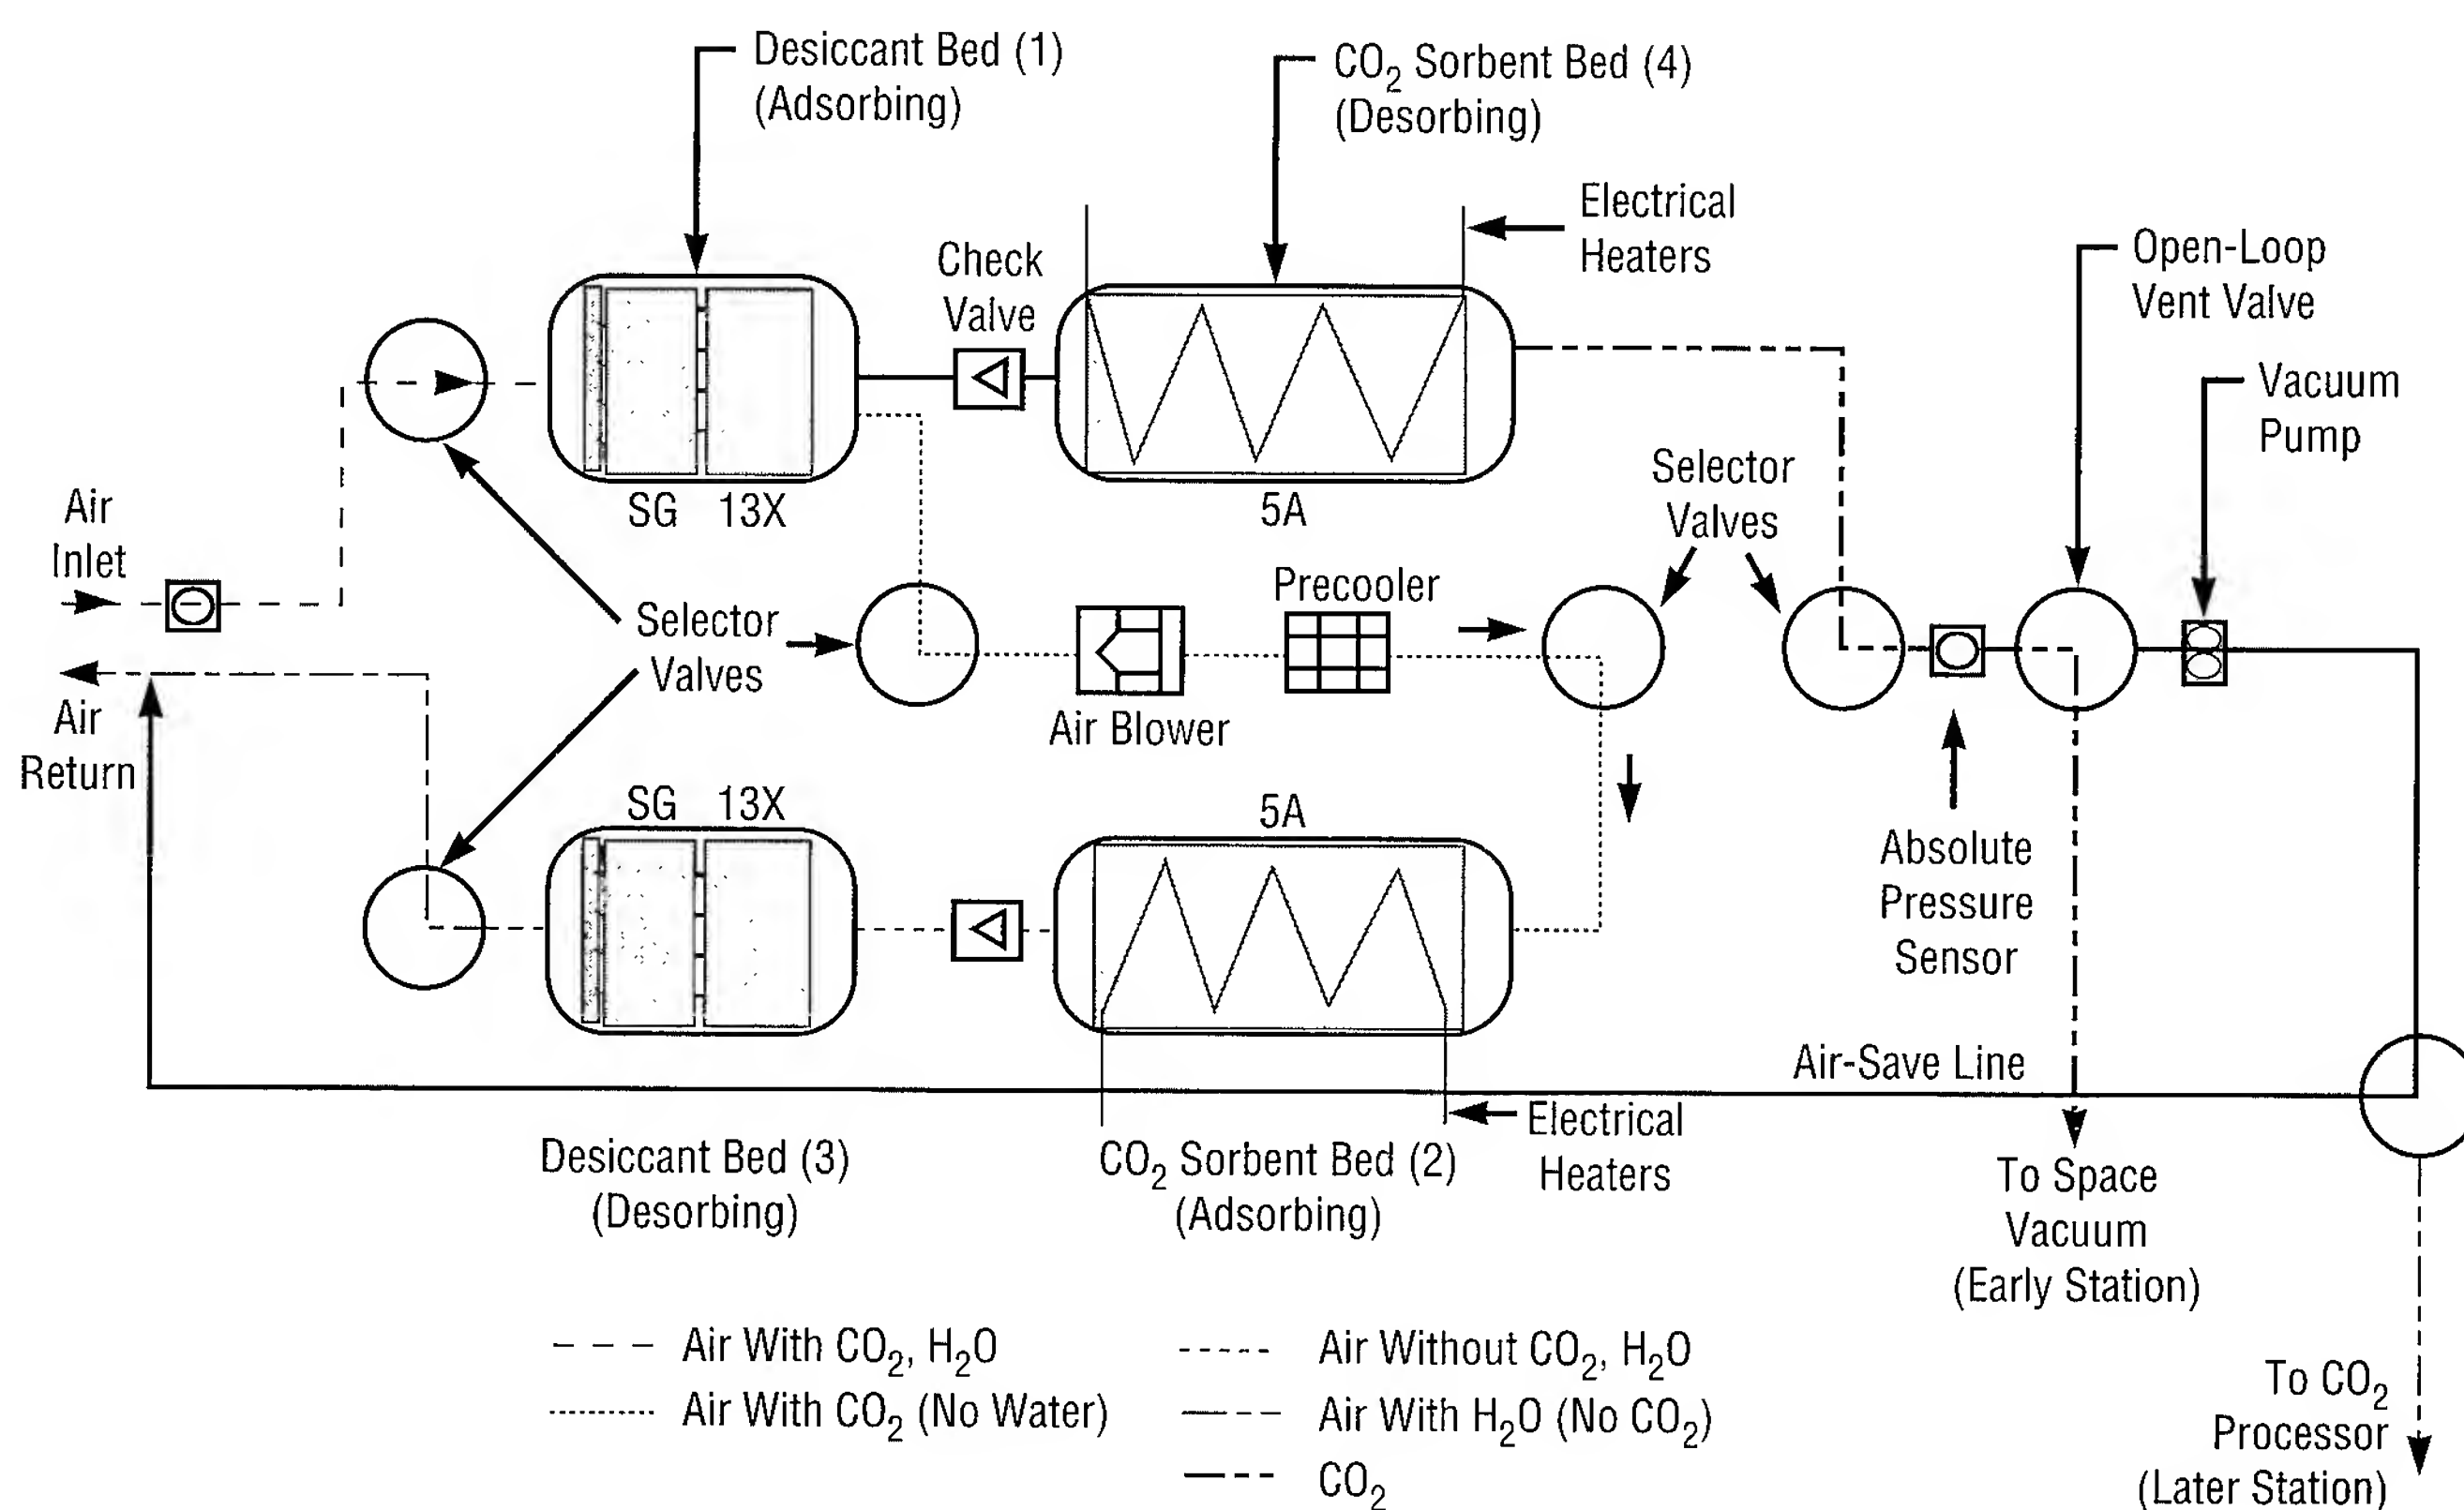 Desiccant Bed (1)
(Adsorbing)
CO₂ Sorbent Bed (4)
(Desorbing)
Electrical
Heaters
Check
Valve
Open-Loop
Vent Valve
Vacuum
Pump
SG 13X
5A
Selector
Valves
Air
Inlet
Precooler
Selector
Valves
Air Blower
Air
Return
SG 13X
5A
Absolute
Pressure
Sensor
Air-Save Line
Electrical
Heaters
Desiccant Bed (3)
(Desorbing)
CO₂ Sorbent Bed (2)
(Adsorbing)
To Space
Vacuum
(Early Station)
Air With CO₂, H₂O
Air With CO₂ (No Water)
Air Without CO₂, H₂O
Air With H₂O (No CO₂)
CO₂
To CO₂
Processor
(Later Station)